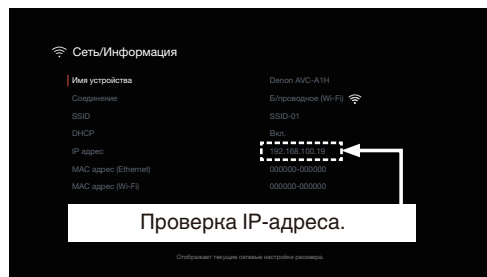 Сеть/Информация
Имя устройства Denon AVC-A1H
Соединение Б/проводное (Wi-Fi)
SSID SSID-01
DHCP Вкл.
IP адрес 192.168.100.19
MAC адрес (Ethernet) 000000-000000
MAC адрес (Wi-Fi) 000000-000000
Проверка IP-адреса.
Отображает текущие сетевые настройки ресивера.